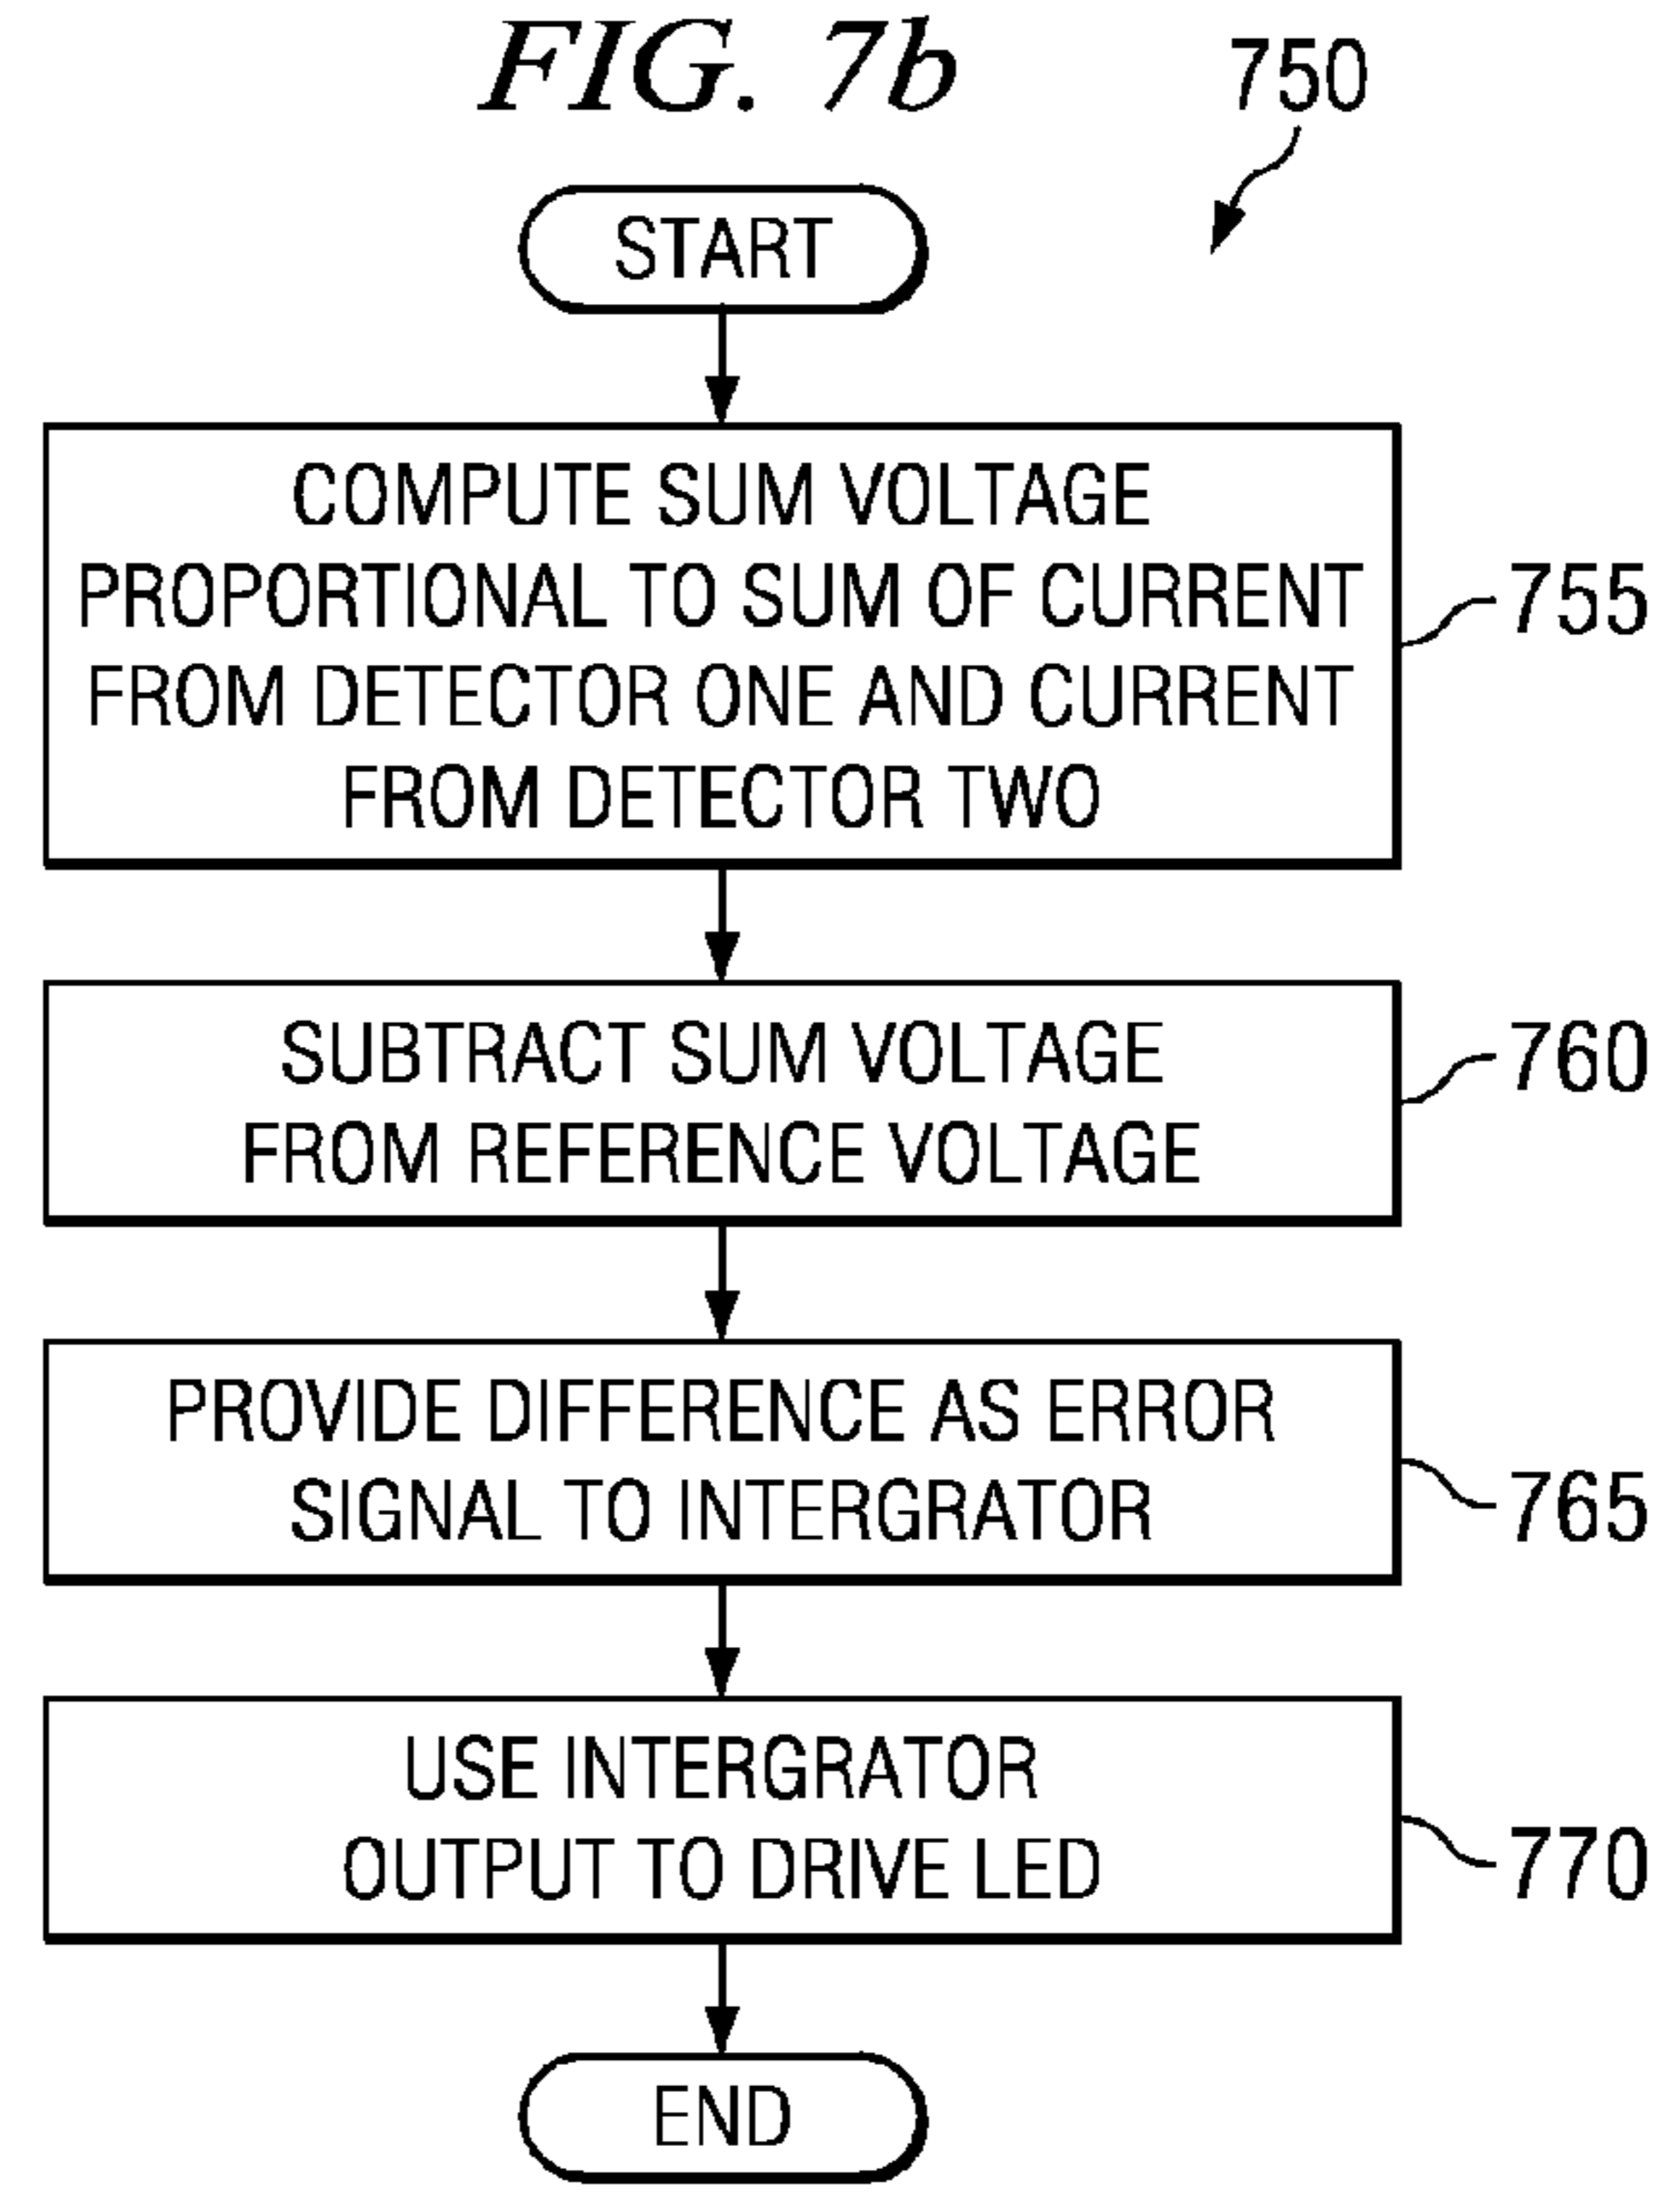 FIG. 7b
750
START
COMPUTE SUM VOLTAGE
PROPORTIONAL TO SUM OF CURRENT
FROM DETECTOR ONE AND CURRENT
FROM DETECTOR TWO
755
SUBTRACT SUM VOLTAGE
FROM REFERENCE VOLTAGE
760
PROVIDE DIFFERENCE AS ERROR
SIGNAL TO INTERGRATOR
765
USE INTERGRATOR
OUTPUT TO DRIVE LED
770
END